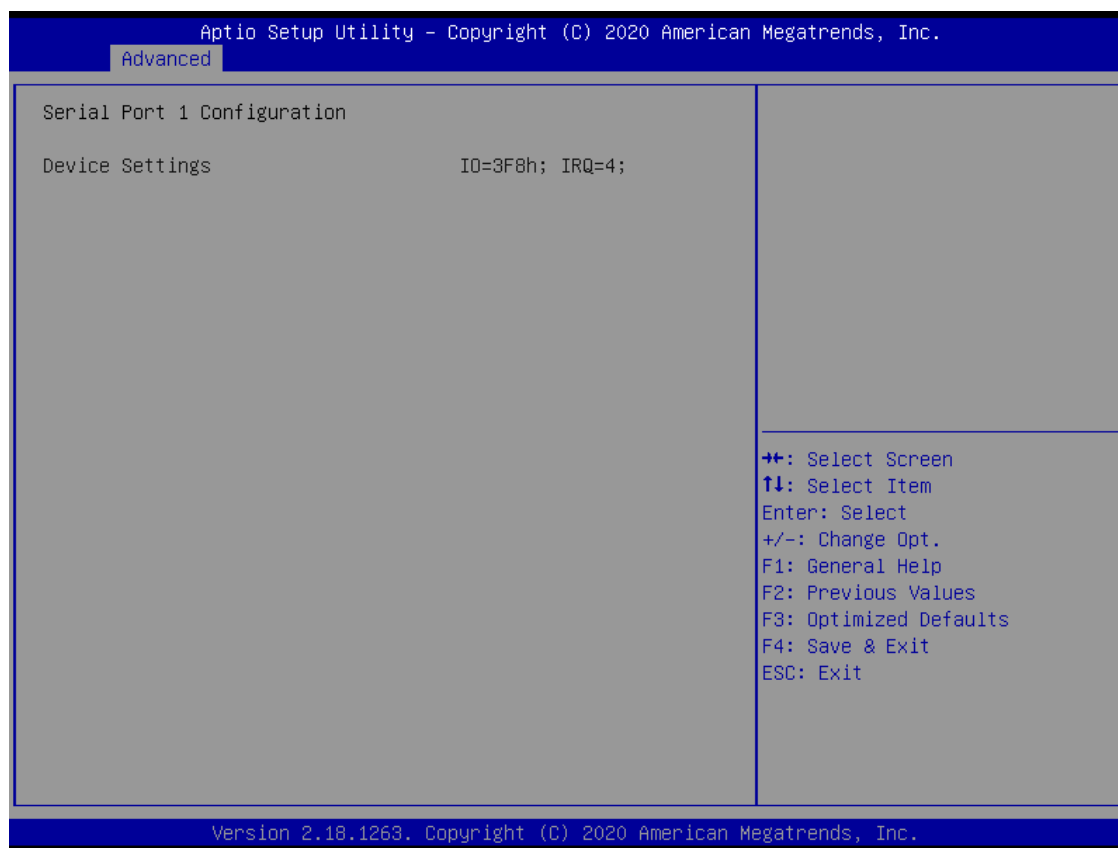 Aptio Setup Utility – Copyright (C) 2020 American Megatrends, Inc.
Advanced
Serial Port 1 Configuration
Device Settings IO=3F8h; IRQ=4;
→←: Select Screen
↑↓: Select Item
Enter: Select
+/-: Change Opt.
F1: General Help
F2: Previous Values
F3: Optimized Defaults
F4: Save & Exit
ESC: Exit
Version 2.18.1263. Copyright (C) 2020 American Megatrends, Inc.